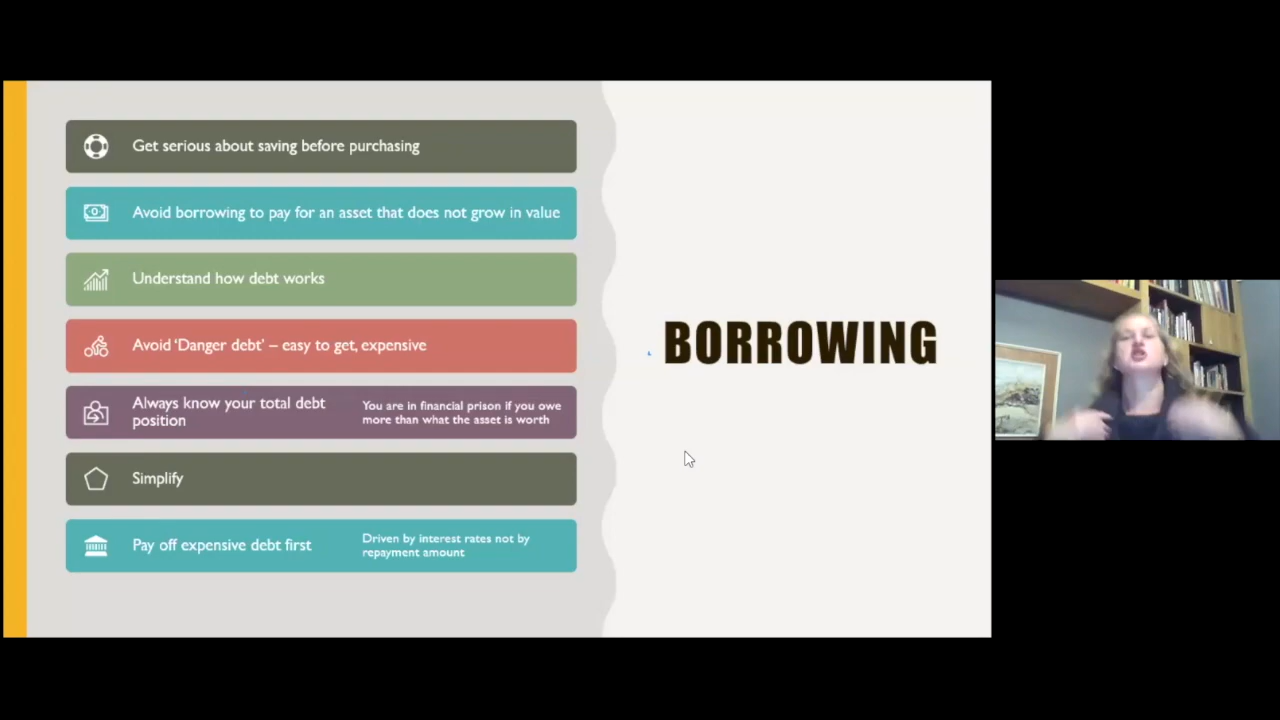 Get serious about saving before purchasing
Avoid borrowing to pay for an asset that does not grow in value
Understand how debt works
Avoid ‘Danger debt’ – easy to get, expensive
Always know your total debt
position
You are in financial prison if you owe
more than what the asset is worth
Simplify
Pay off expensive debt first
Driven by interest rates not by
repayment amount
BORROWING